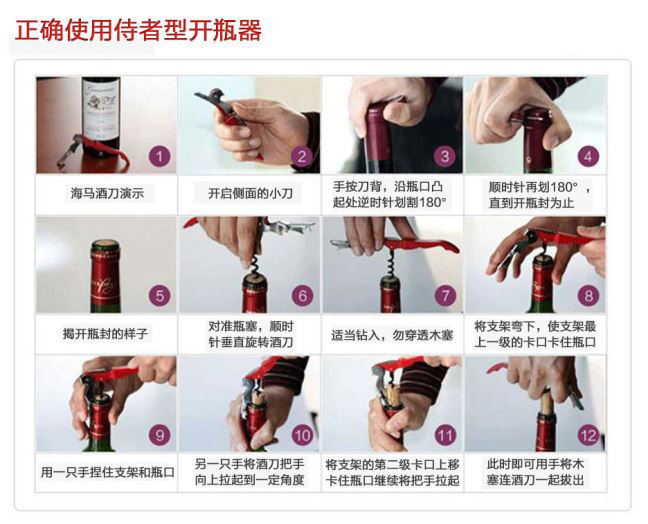 正确使用侍者型开瓶器
1
2
3
4
海马酒刀演示
开启侧面的小刀
手按刀背，沿瓶口凸
起处逆时针划割180°
顺时针再划180°，
直到开瓶封为止
5
6
7
8
揭开瓶封的样子
对准瓶塞，顺时
针垂直旋转酒刀
适当钻入，勿穿透木塞
将支架弯下，使支架最
上一级的卡口卡住瓶口
9
10
11
12
用一只手捏住支架和瓶口
另一只手将酒刀把手
向上拉起到一定角度
将支架的第二级卡口上移
卡住瓶口继续将把手拉起
此时即可用手将木
塞连酒刀一起拔出